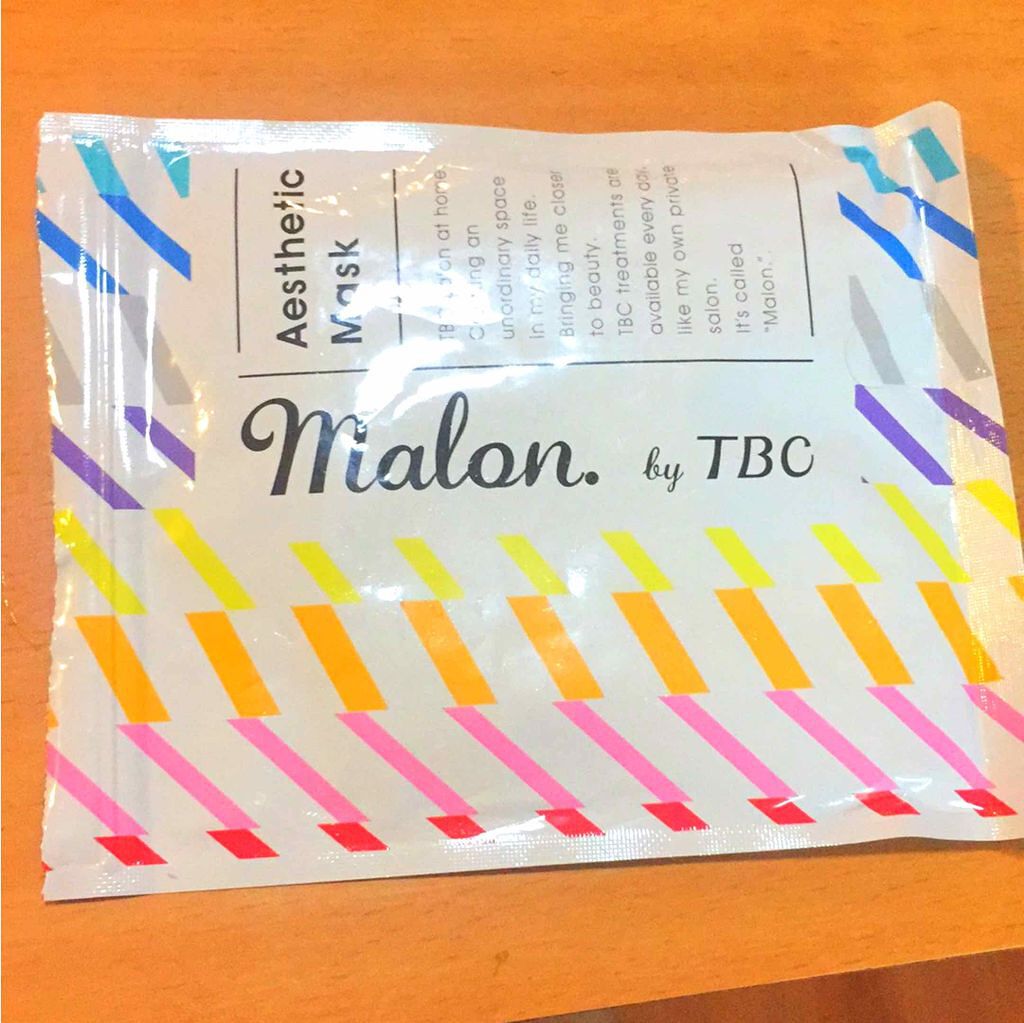 Aesthetic
Mask
at home.
an
unordinary space
In my daily life.
Bringing me closer
to beauty.
TBC treatments are
available every day,
like my own private
salon.
It's called
"Malon."
Malon. by TBC